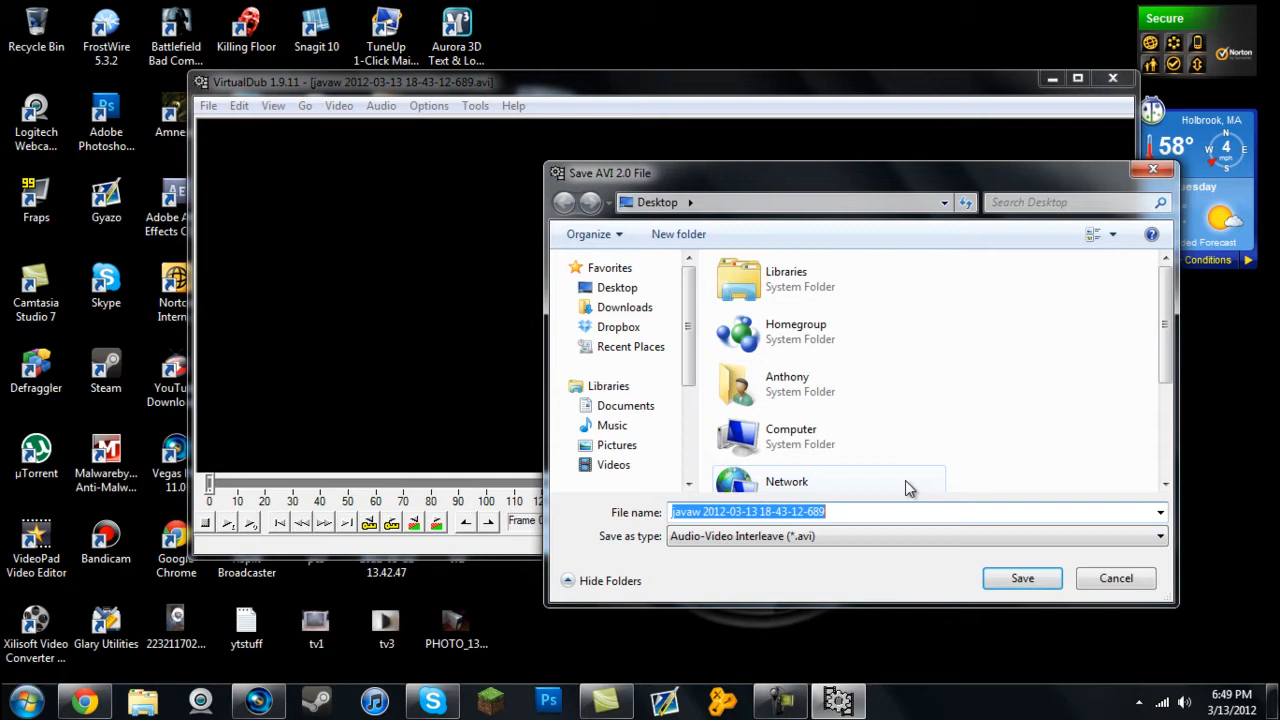 Recycle Bin
FrostWire 5.3.2
Battlefield Bad Com...
Killing Floor
Snagit 10
TuneUp 1-Click Mai...
Aurora 3D Text & Lo...
Secure
Norton
VirtualDub 1.9.11 - [javaw 2012-03-13 18-43-12-689.avi]
File Edit View Go Video Audio Options Tools Help
Logitech Webca...
Adobe Photosho...
Amne
Holbrook, MA
58°
N
W 4 E
mph
S
uesday
ded Forecast
Conditions
Save AVI 2.0 File
Desktop
Search Desktop
Organize
New folder
99
Fraps
Gyazo
Adobe A
Effects C
Favorites
Desktop
Downloads
Dropbox
Recent Places
Libraries
Documents
Music
Pictures
Videos
Libraries
System Folder
Homegroup
System Folder
Anthony
System Folder
Computer
System Folder
Network
Camtasia Studio 7
Skype
Nortc
Intern
Defraggler
Steam
YouT
Downlo
µTorrent
Malwareby... Anti-Malw...
Vegas
11.0
0 10 20 30 40 50 60 70 80 90 100 110
Frame
File name: javaw 2012-03-13 18-43-12-689
Save as type: Audio-Video Interleave (*.avi)
Hide Folders
Save
Cancel
VideoPad Video Editor
Bandicam
Google Chrome
Broadcaster
13.42.47
Xilisoft Video Converter ...
Glary Utilities
223211702...
ytstuff
tv1
tv3
PHOTO_13...
Ps
6:49 PM
3/13/2012